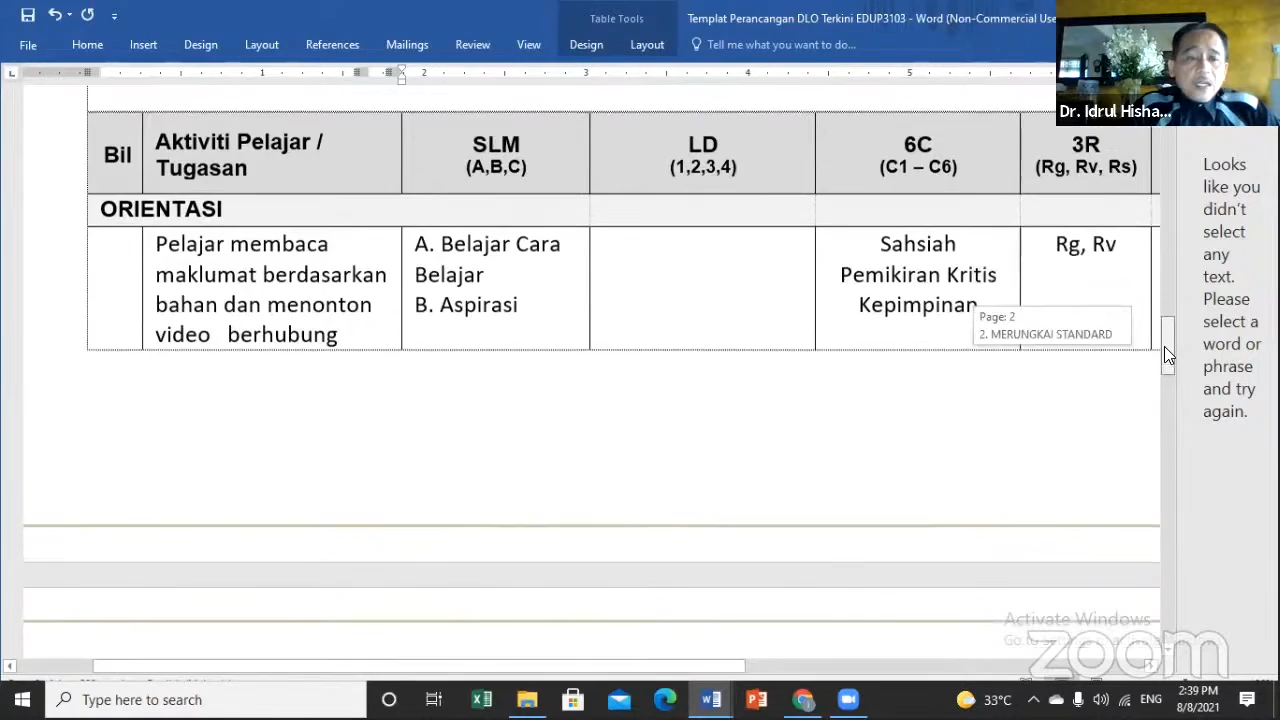 Table Tools
Templat Perancangan DLO Terkini EDUP3103 - Word (Non-Commercial Use
File Home Insert Design Layout References Mailings Review View Design Layout Tell me what you want to do...
1 2 3 4 5
Dr. Idrul Hisha...
Bil
Aktiviti Pelajar /
Tugasan
SLM
(A,B,C)
LD
(1,2,3,4)
6C
(C1 – C6)
3R
(Rg, Rv, Rs)
ORIENTASI
Pelajar membaca
maklumat berdasarkan
bahan dan menonton
video berhubung
A. Belajar Cara
Belajar
B. Aspirasi
Sahsiah
Pemikiran Kritis
Kepimpinan
Rg, Rv
Page: 2
2. MERUNGKAI STANDARD
Looks
like you
didn't
select
any
text.
Please
select a
word or
phrase
and try
again.
Activate Windows
zoom
Type here to search
33°C
ENG
2:39 PM
8/8/2021